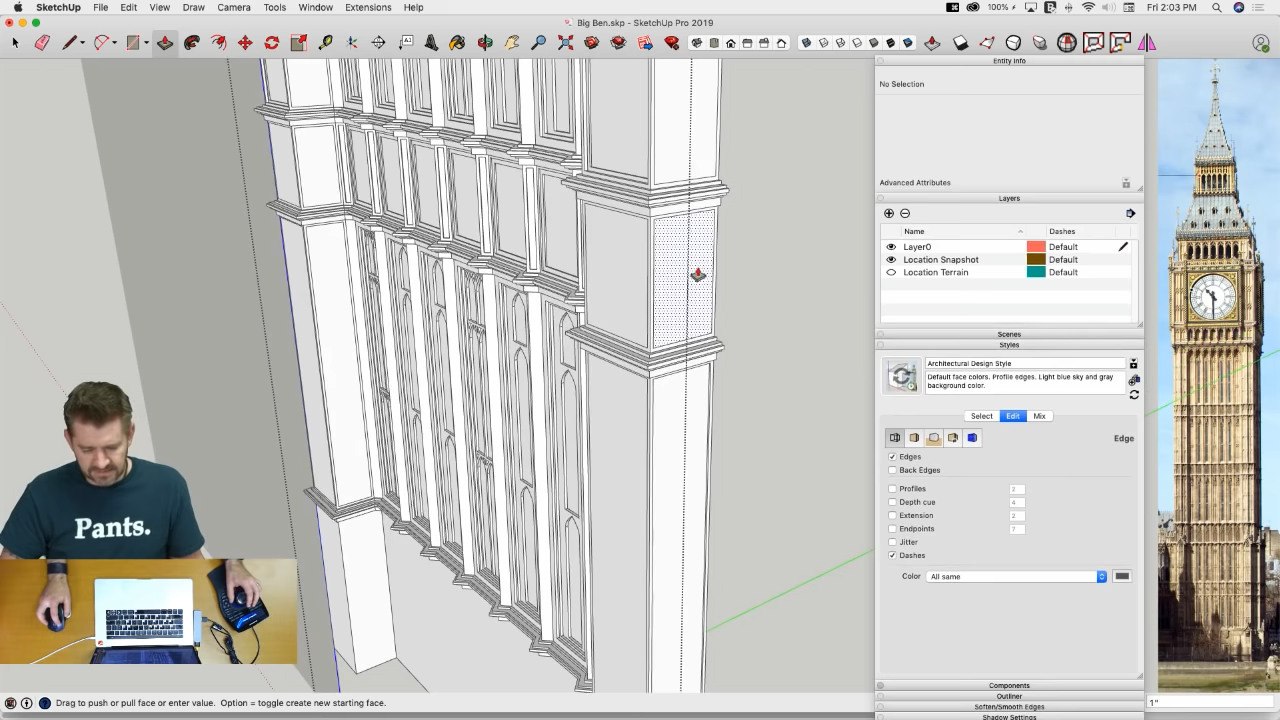 SketchUp File Edit View Draw Camera Tools Window Extensions Help
100% Fri 2:03 PM
Big Ben.skp - SketchUp Pro 2019
Entity Info
No Selection
Advanced Attributes
Layers
Name Dashes
Layer0 Default
Location Snapshot Default
Location Terrain Default
Scenes
Styles
Architectural Design Style
Default face colors. Profile edges. Light blue sky and gray
background color.
Select Edit Mix
Edge
Edges
Back Edges
Profiles 2
Depth cue 4
Extension 2
Endpoints 7
Jitter
Dashes
Color All same
Pants.
Components
Outliner
Soften/Smooth Edges
Shadow Settings
Drag to push or pull face or enter value. Option = toggle create new starting face.
1"